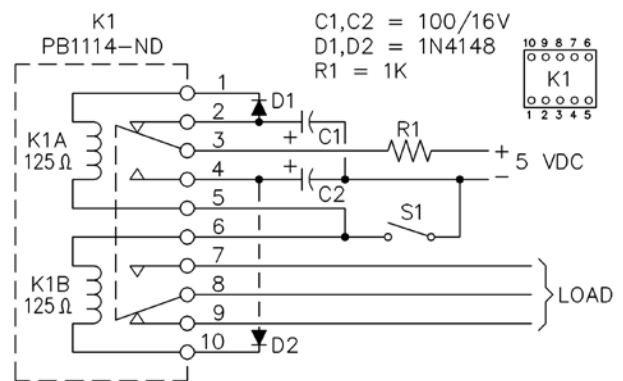 K1
PB1114-ND
C1,C2 = 100/16V
D1,D2 = 1N4148
R1 = 1K
10 9 8 7 6
K1
1 2 3 4 5
1
D1
2
+
C1
K1A
125 Ω
3
R1
+
5 VDC
−
4
+
C2
5
6
S1
7
K1B
125 Ω
8
LOAD
9
10
D2